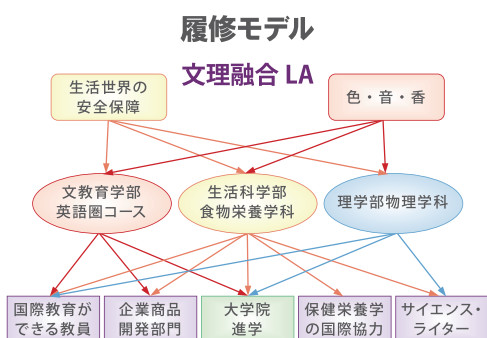 履修モデル
文理融合 LA
生活世界の
安全保障
色・音・香
文教育学部
英語圏コース
生活科学部
食物栄養学科
理学部物理学科
国際教育が
できる教員
企業商品
開発部門
大学院
進学
保健栄養学
の国際協力
サイエンス・
ライター